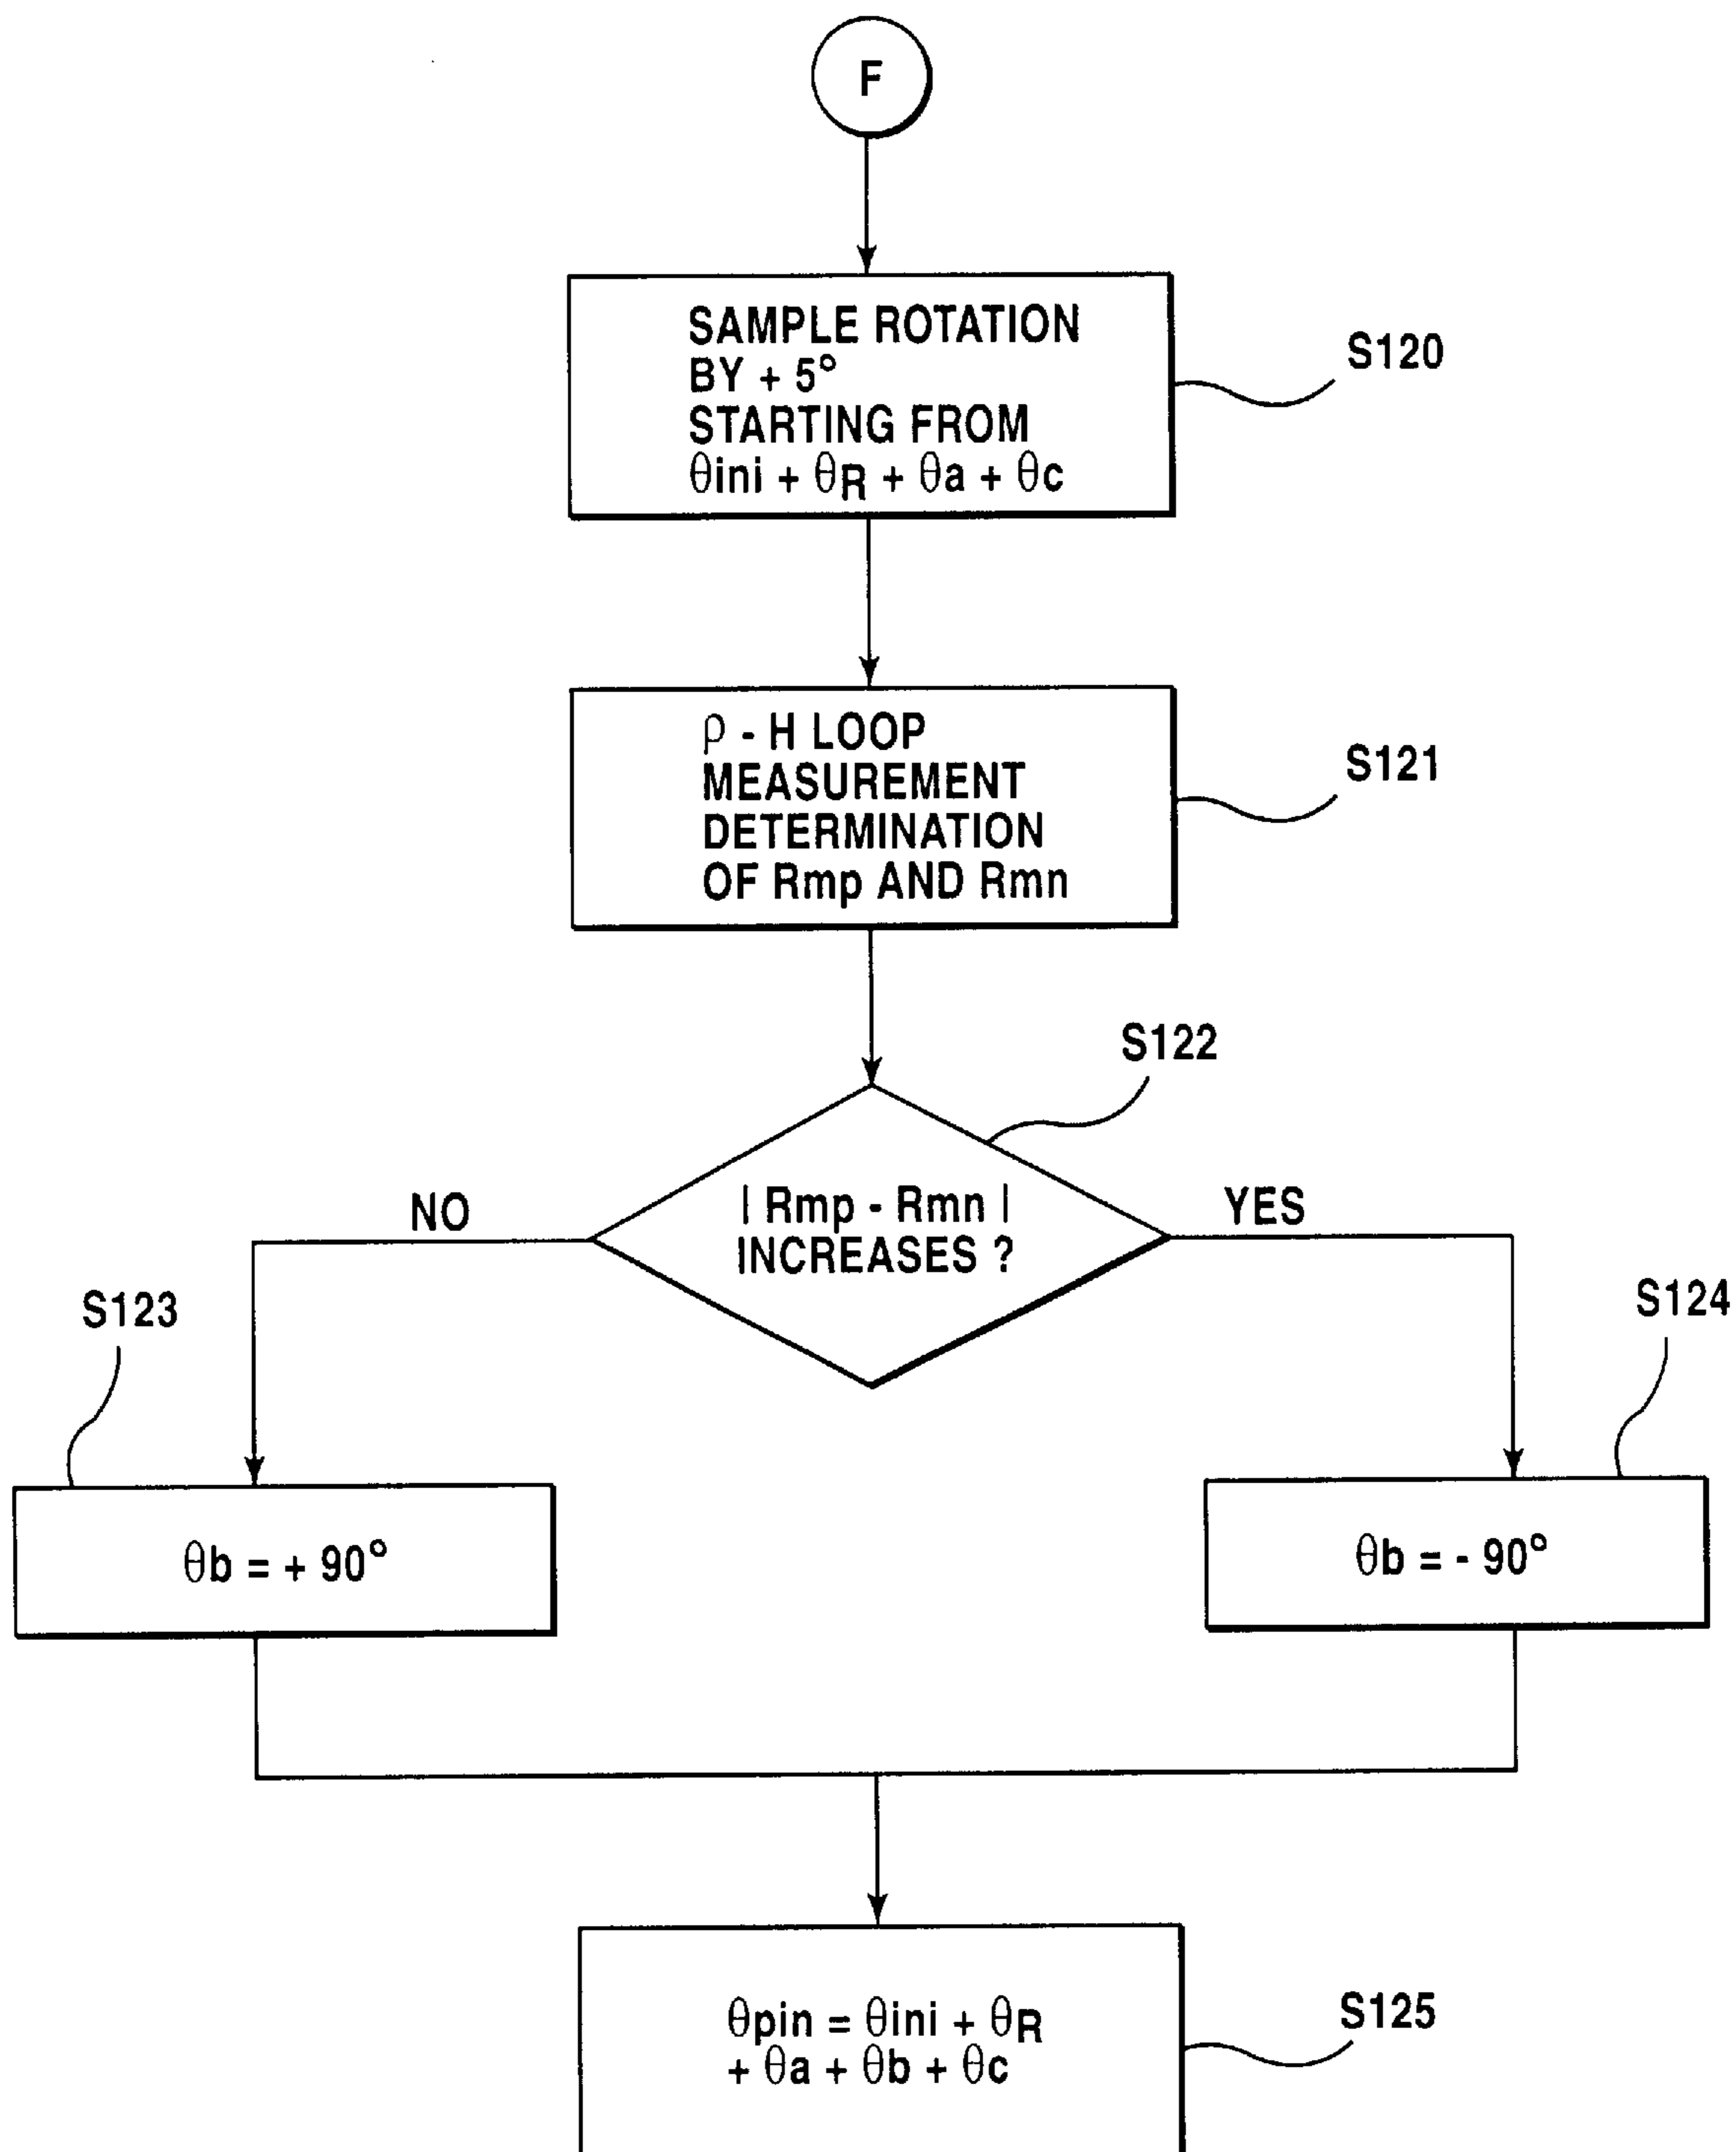 F
SAMPLE ROTATION
BY + 5°
STARTING FROM
θini + θR + θa + θc
S120
ρ - H LOOP
MEASUREMENT
DETERMINATION
OF Rmp AND Rmn
S121
S122
| Rmp - Rmn |
INCREASES ?
NO
YES
S123
S124
θb = + 90°
θb = - 90°
θpin = θini + θR
+ θa + θb + θc
S125